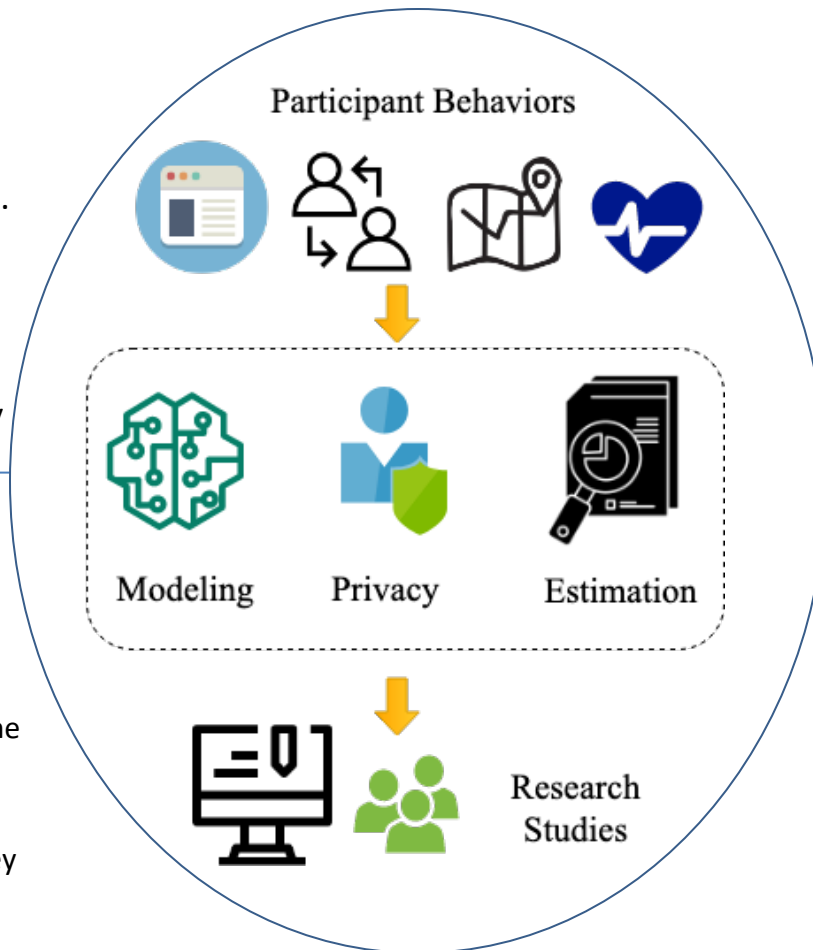 Participant Behaviors
.
Modeling Privacy Estimation
Research
Studies